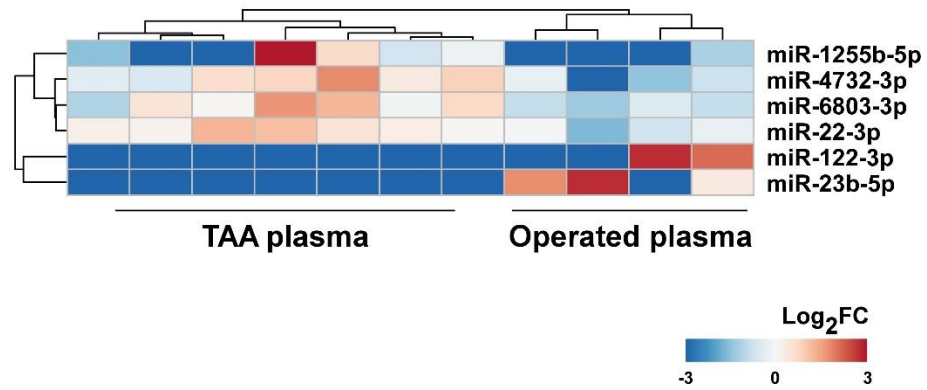 miR-1255b-5p
miR-4732-3p
miR-6803-3p
miR-22-3p
miR-122-3p
miR-23b-5p
TAA plasma Operated plasma
Log₂FC
-3 0 3